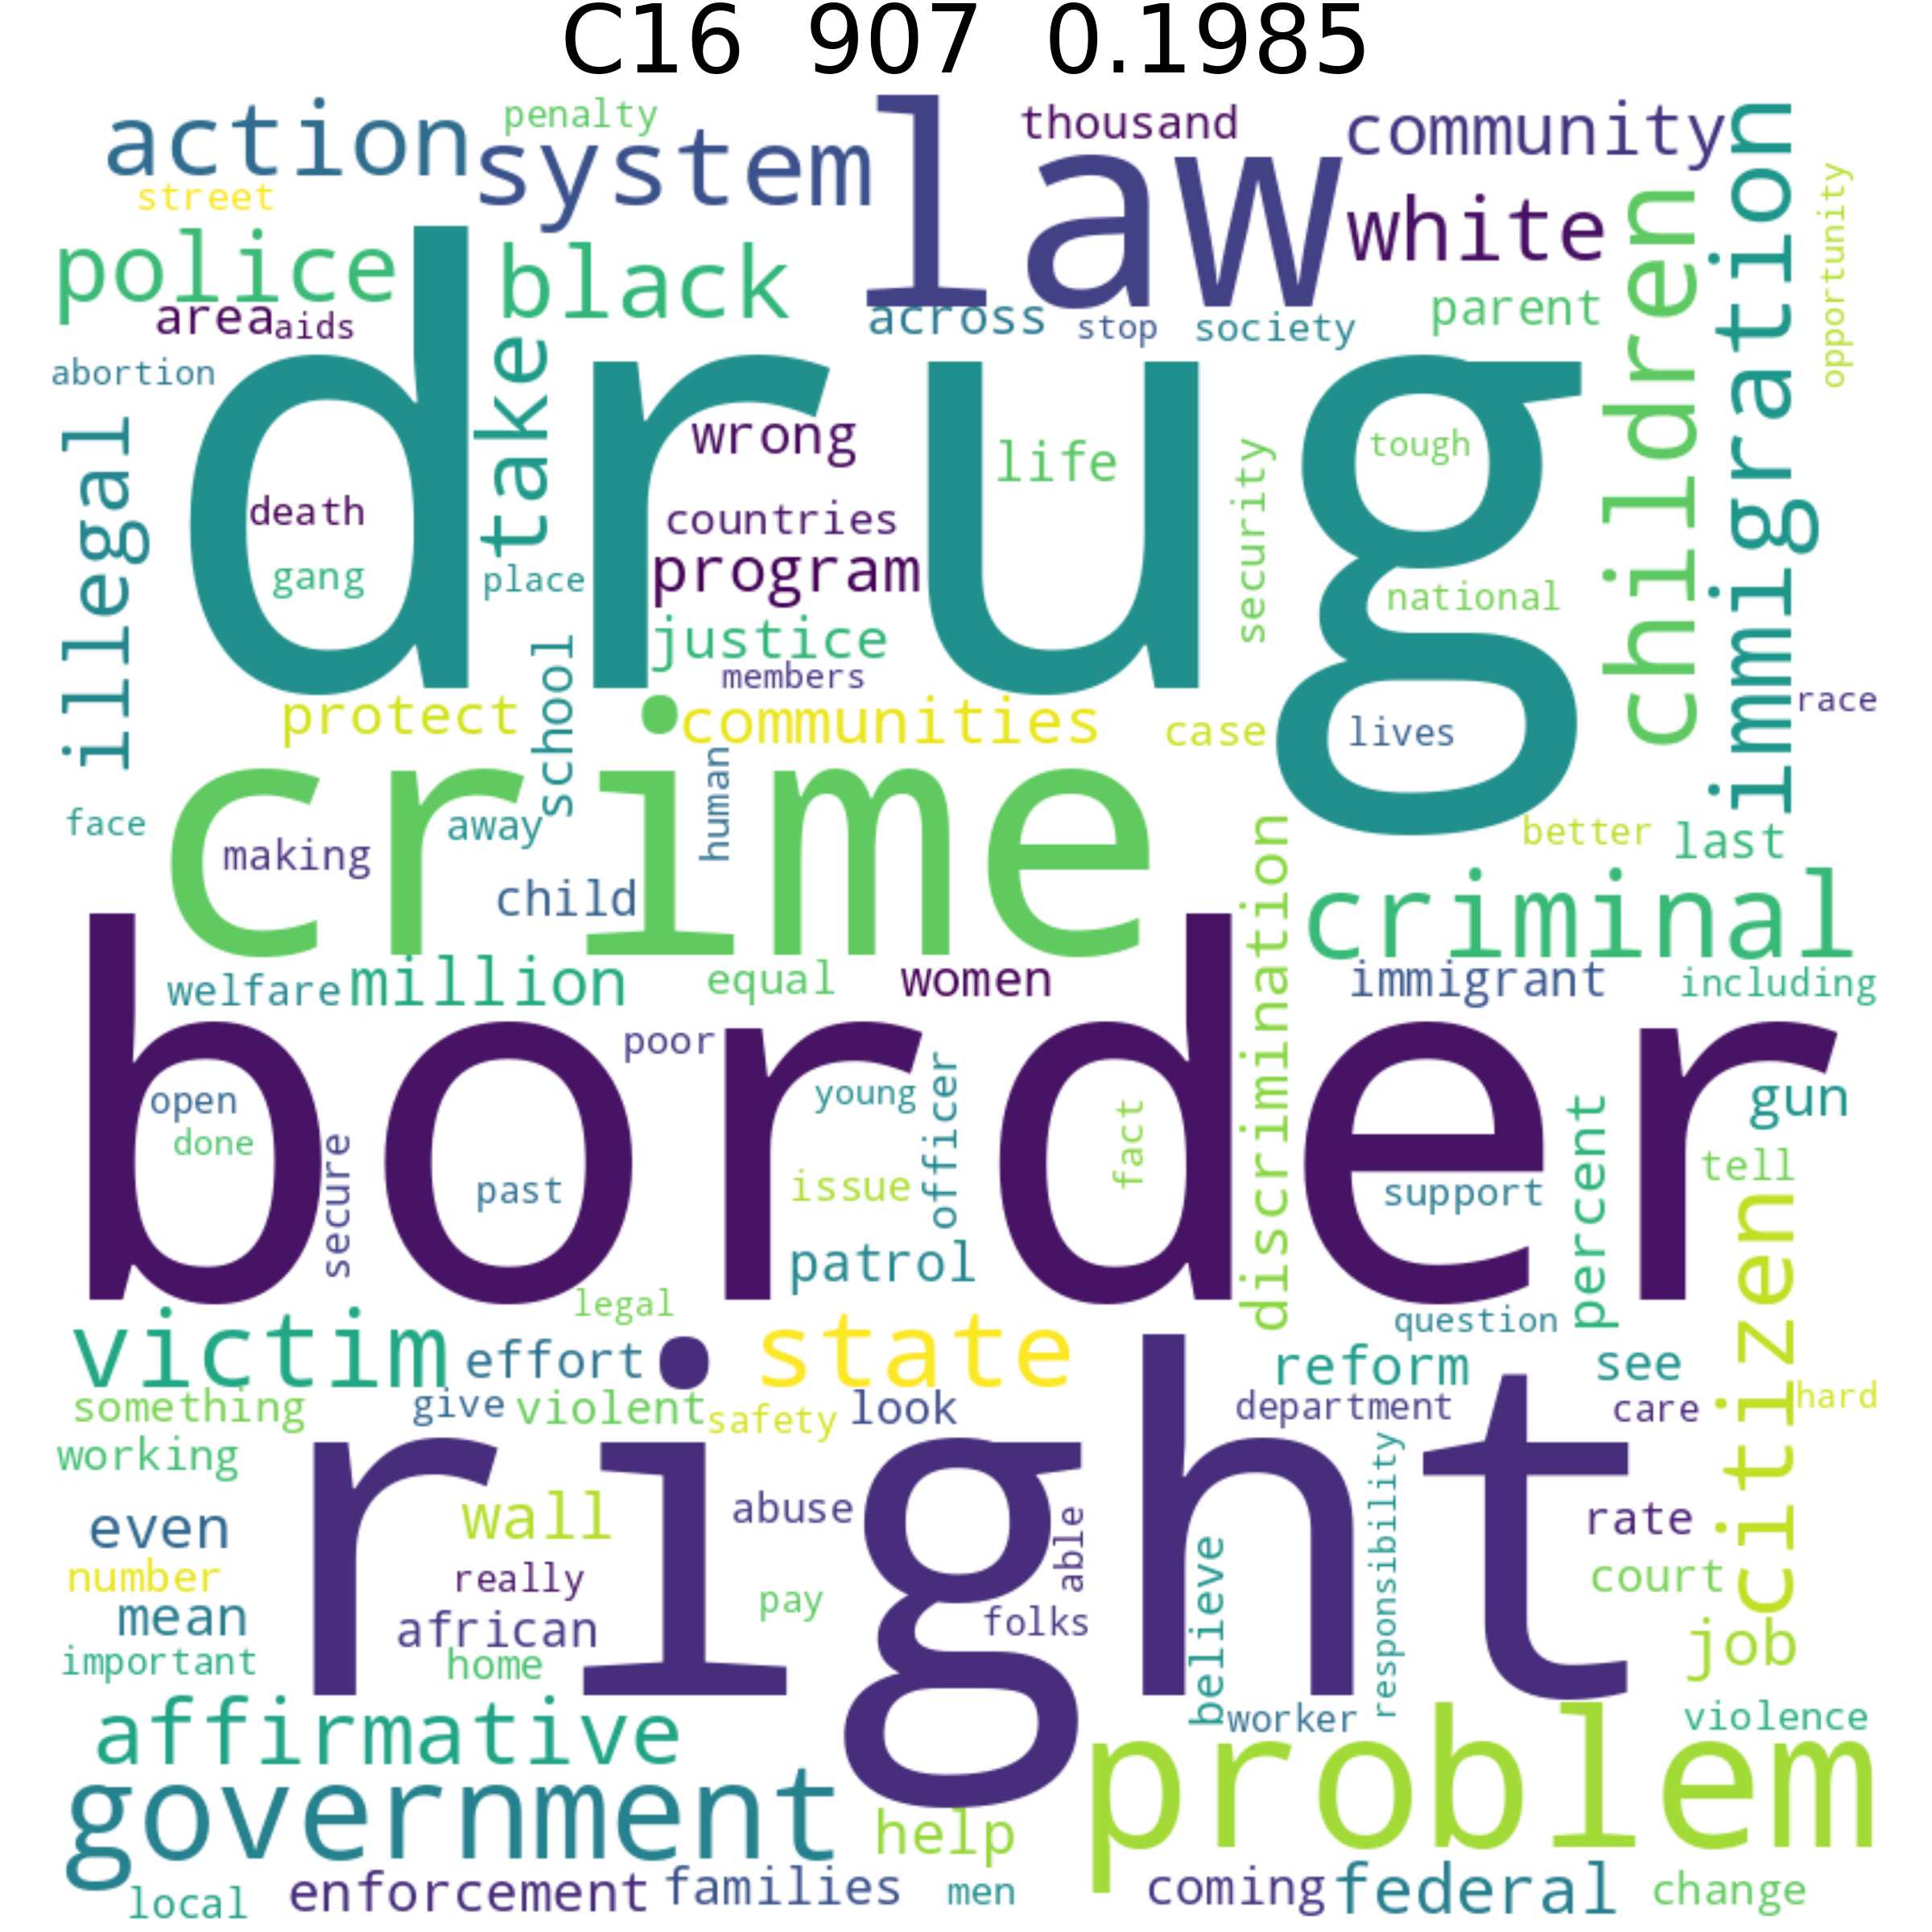 C16 907 0.1985
action
penalty
system
law
thousand
community
street
white
police
black
children
immigration
opportunity
area
aids
across
stop
society
parent
abortion
drug
take
wrong
life
tough
illegal
death
countries
security
gang
place
program
national
justice
school
members
protect
communities
case
lives
race
crime
human
face
making
away
better
last
child
discrimination
criminal
welfare
million
equal
women
immigrant
including
border
poor
open
young
officer
fact
gun
done
secure
past
issue
support
percent
tell
patrol
citizen
legal
victim
effort
state
question
reform
see
something
give
violent
safety
look
department
care
hard
working
right
responsibility
even
wall
abuse
able
believe
rate
number
really
pay
court
mean
african
folks
job
important
home
affirmative
worker
violence
problem
government
help
local
enforcement
families
men
coming
federal
change